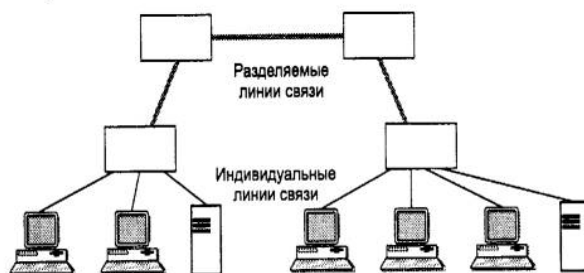 Разделяемые
линии связи
Индивидуальные
линии связи